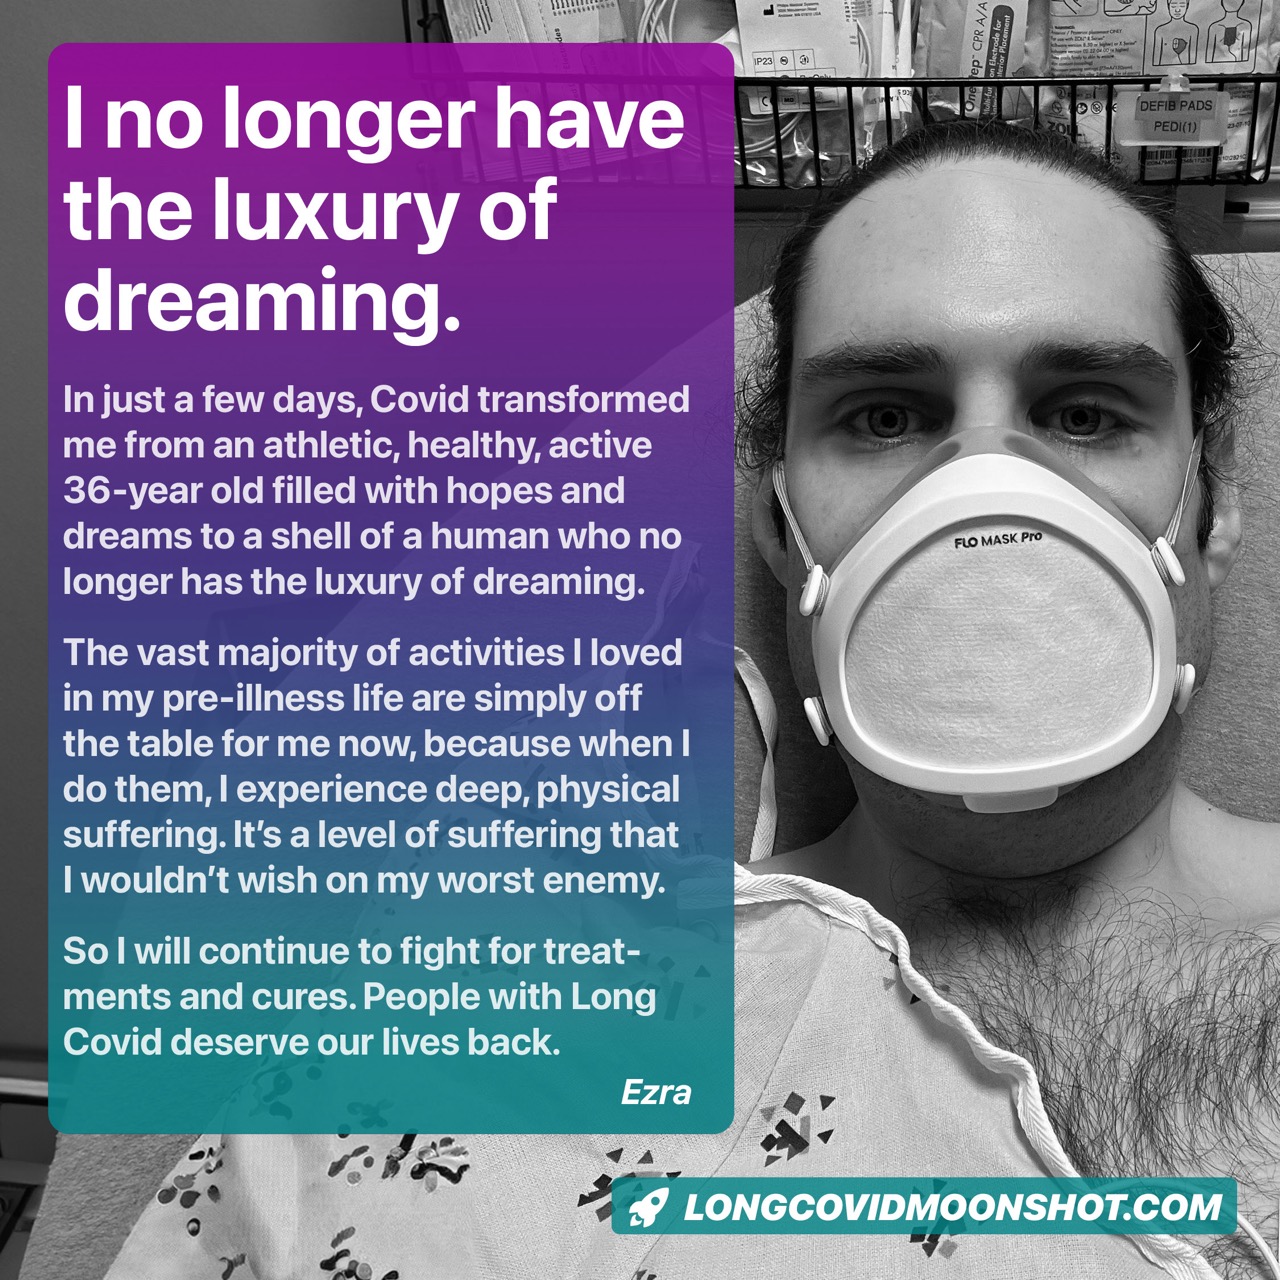 I no longer have
the luxury of
dreaming.
In just a few days, Covid transformed
me from an athletic, healthy, active
36-year old filled with hopes and
dreams to a shell of a human who no
longer has the luxury of dreaming.
The vast majority of activities I loved
in my pre-illness life are simply off
the table for me now, because when I
do them, I experience deep, physical
suffering. It’s a level of suffering that
I wouldn’t wish on my worst enemy.
So I will continue to fight for treat-
ments and cures. People with Long
Covid deserve our lives back.
Ezra
IP23
CPR A/A
DEFIB PADS
PEDI(1)
ZOLL
FLO MASK Pro
LONGCOVIDMOONSHOT.COM